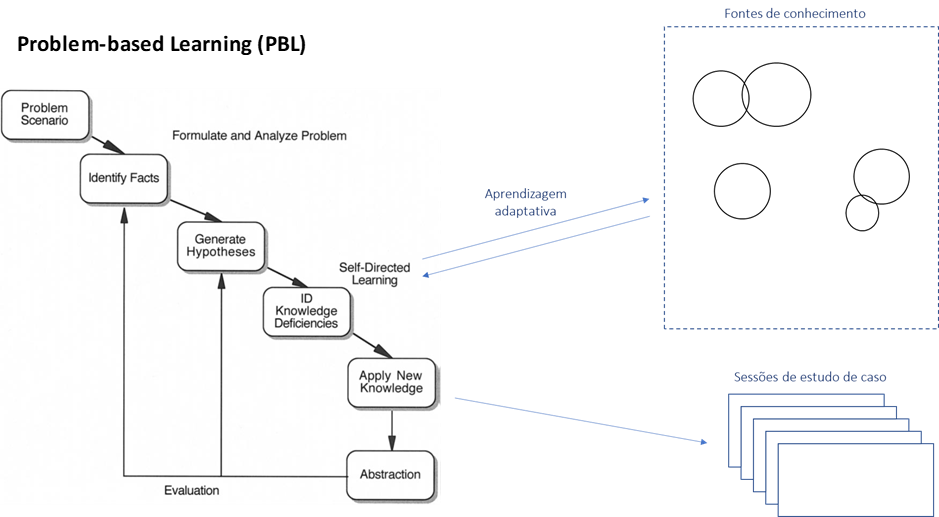 Fontes de conhecimento
Problem-based Learning (PBL)
Problem
Scenario
Formulate and Analyze Problem
Identify Facts
Aprendizagem
adaptativa
Generate
Hypotheses
Self-Directed
Learning
ID
Knowledge
Deficiencies
Apply New
Knowledge
Sessões de estudo de caso
Abstraction
Evaluation